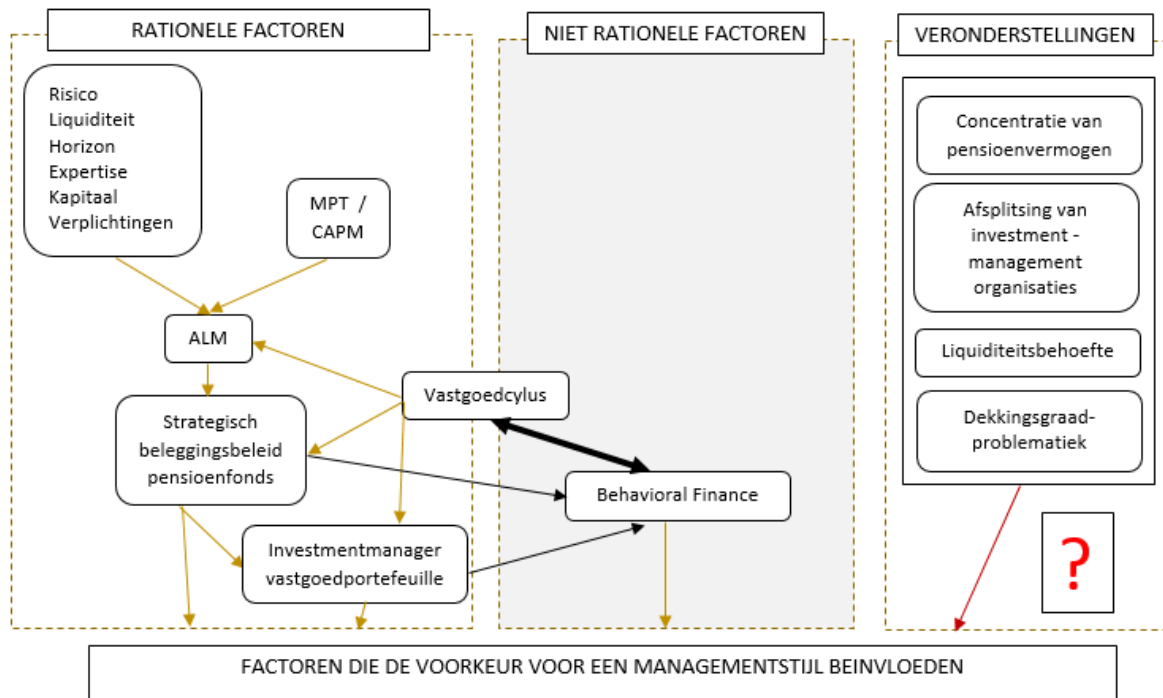 RATIONELE FACTOREN
Risico
Liquiditeit
Horizon
Expertise
Kapitaal
Verplichtingen
MPT /
CAPM
ALM
Strategisch
beleggingsbeleid
pensioenfonds
Vastgoedcylus
Investmentmanager
vastgoedportefeuille
NIET RATIONELE FACTOREN
Behavioral Finance
VERONDERSTELLINGEN
Concentratie van
pensioenvermogen
Afsplitsing van
investment -
management
organisaties
Liquiditeitsbehoefte
Dekkingsgraad-
problematiek
?
FACTOREN DIE DE VOORKEUR VOOR EEN MANAGEMENTSTIJL BEINVLOEDEN